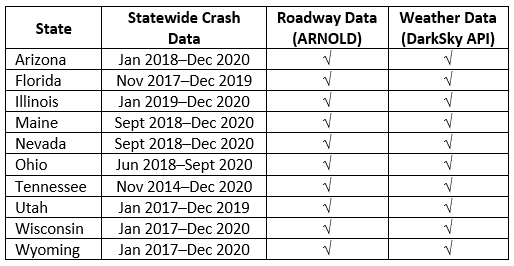 State Statewide Crash Data Roadway Data (ARNOLD) Weather Data (DarkSky API)
Arizona Jan 2018–Dec 2020 √ √
Florida Nov 2017–Dec 2019 √ √
Illinois Jan 2019–Dec 2020 √ √
Maine Sept 2018–Dec 2020 √ √
Nevada Sept 2018–Dec 2020 √ √
Ohio Jun 2018–Sept 2020 √ √
Tennessee Nov 2014–Dec 2020 √ √
Utah Jan 2017–Dec 2019 √ √
Wisconsin Jan 2017–Dec 2020 √ √
Wyoming Jan 2017–Dec 2020 √ √